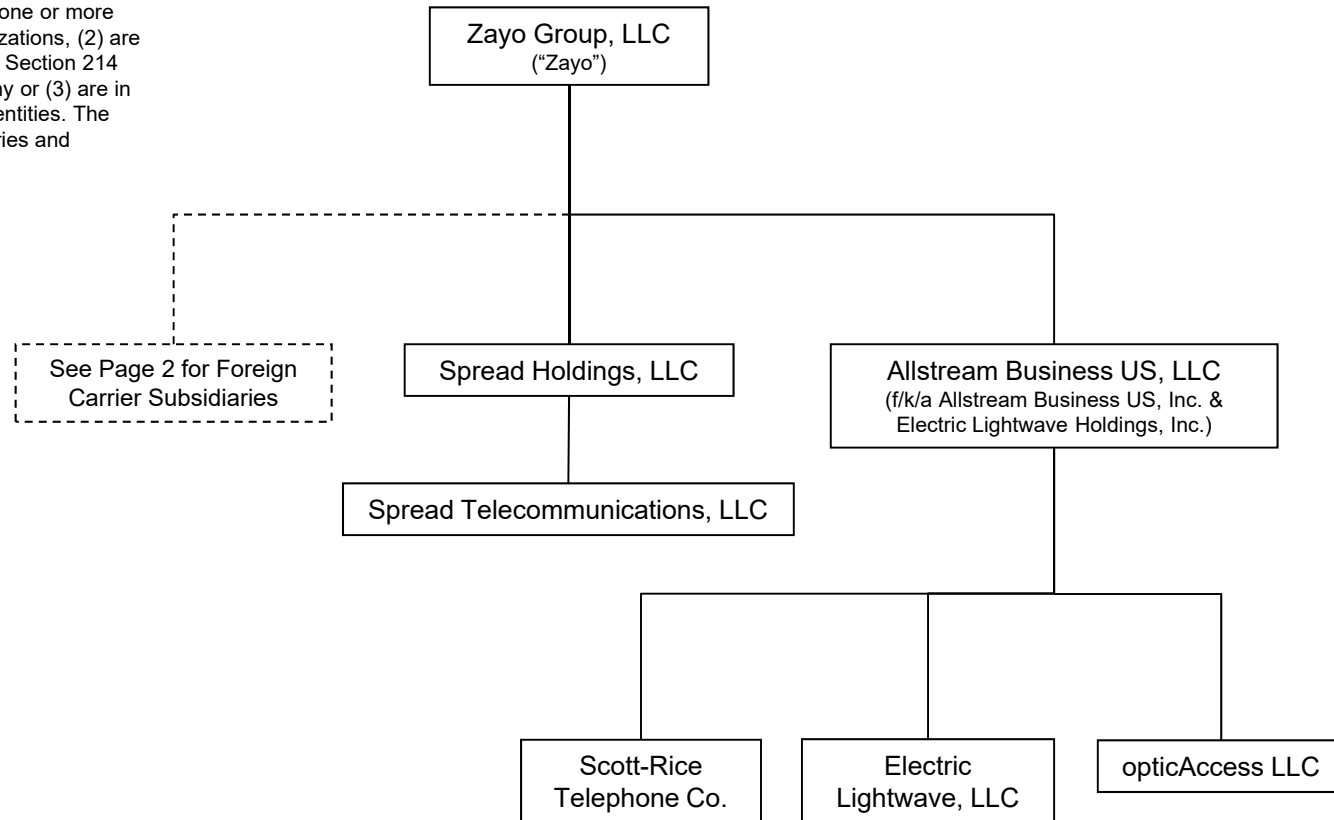 one or more
zations, (2) are
Section 214
ny or (3) are in
entities. The
ries and
Zayo Group, LLC
(“Zayo”)
See Page 2 for Foreign
Carrier Subsidiaries
Spread Holdings, LLC
Allstream Business US, LLC
(f/k/a Allstream Business US, Inc. &
Electric Lightwave Holdings, Inc.)
Spread Telecommunications, LLC
Scott-Rice
Telephone Co.
Electric
Lightwave, LLC
opticAccess LLC